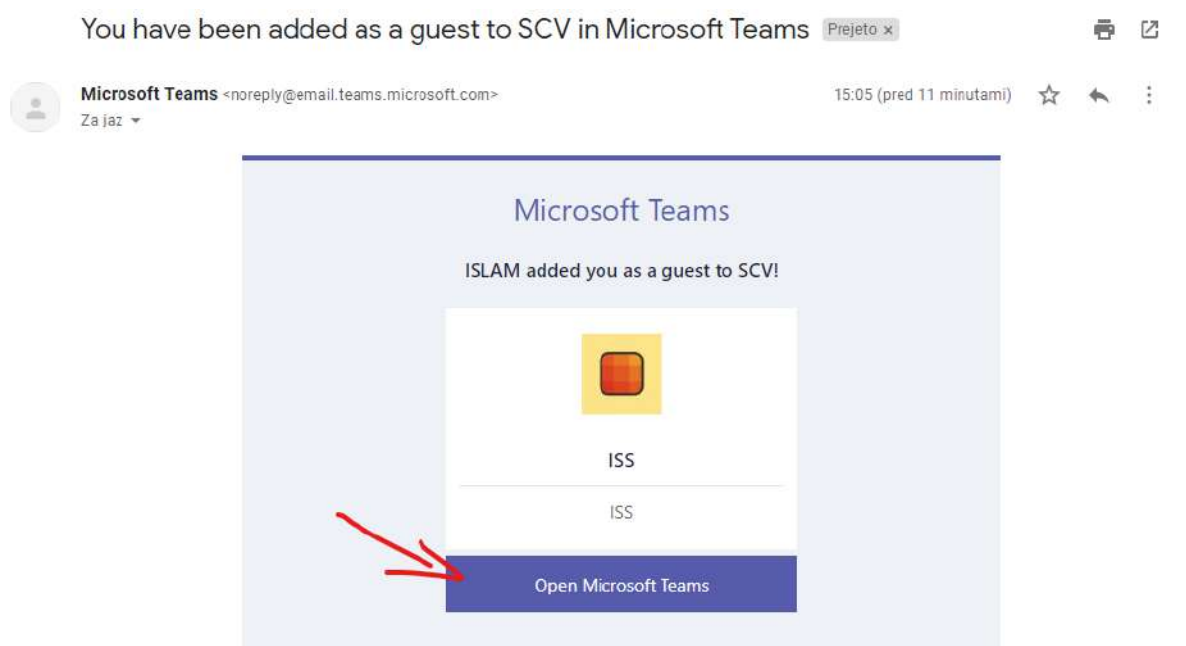 You have been added as a guest to SCV in Microsoft Teams Prejeto x
Microsoft Teams <noreply@email.teams.microsoft.com> 15:05 (pred 11 minutami)
Za jaz
Microsoft Teams
ISLAM added you as a guest to SCV!
ISS
ISS
Open Microsoft Teams